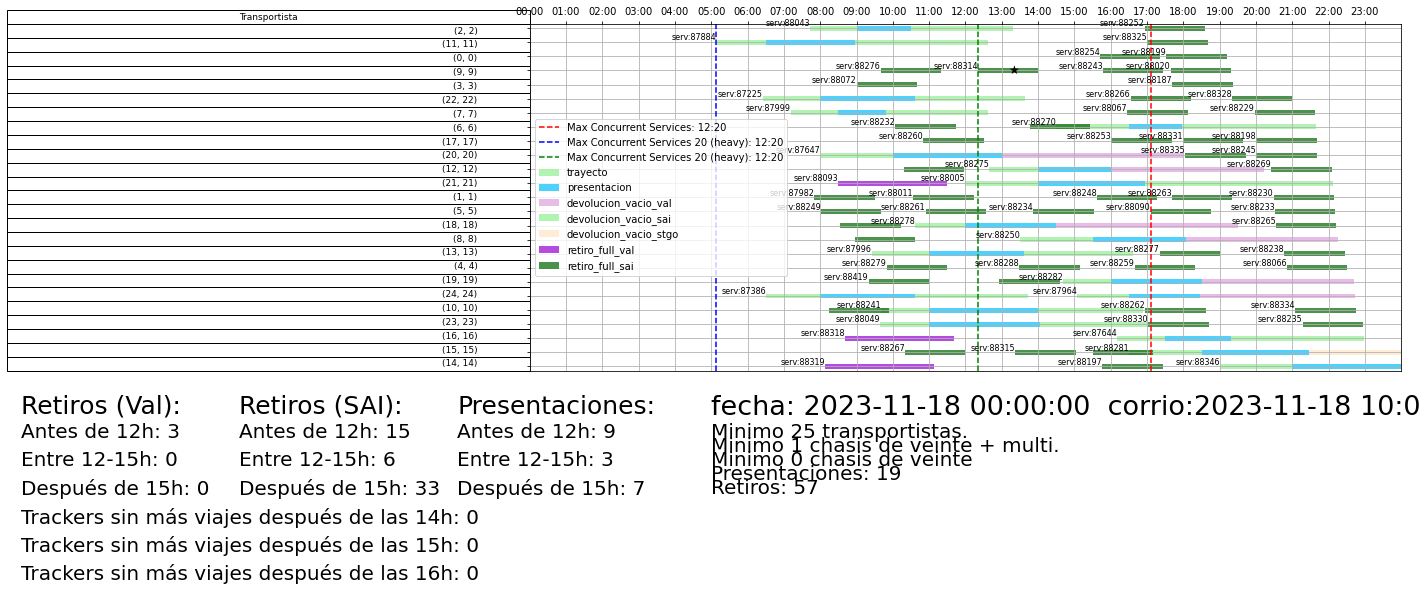 Transportista
00:00 01:00 02:00 03:00 04:00 05:00 06:00 07:00 08:00 09:00 10:00 11:00 12:00 13:00 14:00 15:00 16:00 17:00 18:00 19:00 20:00 21:00 22:00 23:00
(2, 2) serv:88043 serv:88252
(11, 11) serv:87884 serv:88325
(0, 0) serv:88254 serv:88199
(9, 9) serv:88276 serv:88314 serv:88243 serv:88020
(3, 3) serv:88072 serv:88187
(22, 22) serv:87225 serv:88266 serv:88328
(7, 7) serv:87999 serv:88067 serv:88229
(6, 6) serv:88232 serv:88270
(17, 17) serv:88260 serv:88253 serv:88331 serv:88198
(20, 20) serv:87647 serv:88335 serv:88245
(12, 12) serv:88275 serv:88269
(21, 21) serv:88093 serv:88005
(1, 1) serv:87982 serv:88011 serv:88248 serv:88263 serv:88230
(5, 5) serv:88249 serv:88261 serv:88234 serv:88090 serv:88233
(18, 18) serv:88278 serv:88265
(8, 8) serv:88250
(13, 13) serv:87996 serv:88277 serv:88238
(4, 4) serv:88279 serv:88288 serv:88259 serv:88066
(19, 19) serv:88419 serv:88282
(24, 24) serv:87386 serv:87964
(10, 10) serv:88241 serv:88262 serv:88334
(23, 23) serv:88049 serv:88330 serv:88235
(16, 16) serv:88318 serv:87644
(15, 15) serv:88267 serv:88315 serv:88281
(14, 14) serv:88319 serv:88197 serv:88346
Max Concurrent Services: 12:20
Max Concurrent Services 20 (heavy): 12:20
Max Concurrent Services 20 (heavy): 12:20
trayecto
presentacion
devolucion_vacio_val
devolucion_vacio_sai
devolucion_vacio_stgo
retiro_full_val
retiro_full_sai
Retiros (Val):
Antes de 12h: 3
Entre 12-15h: 0
Después de 15h: 0
Retiros (SAI):
Antes de 12h: 15
Entre 12-15h: 6
Después de 15h: 33
Presentaciones:
Antes de 12h: 9
Entre 12-15h: 3
Después de 15h: 7
Trackers sin más viajes después de las 14h: 0
Trackers sin más viajes después de las 15h: 0
Trackers sin más viajes después de las 16h: 0
fecha: 2023-11-18 00:00:00 corrio:2023-11-18 10:0
Minimo 25 transportistas.
Minimo 1 chasis de veinte + multi.
Minimo 0 chasis de veinte
Presentaciones: 19
Retiros: 57